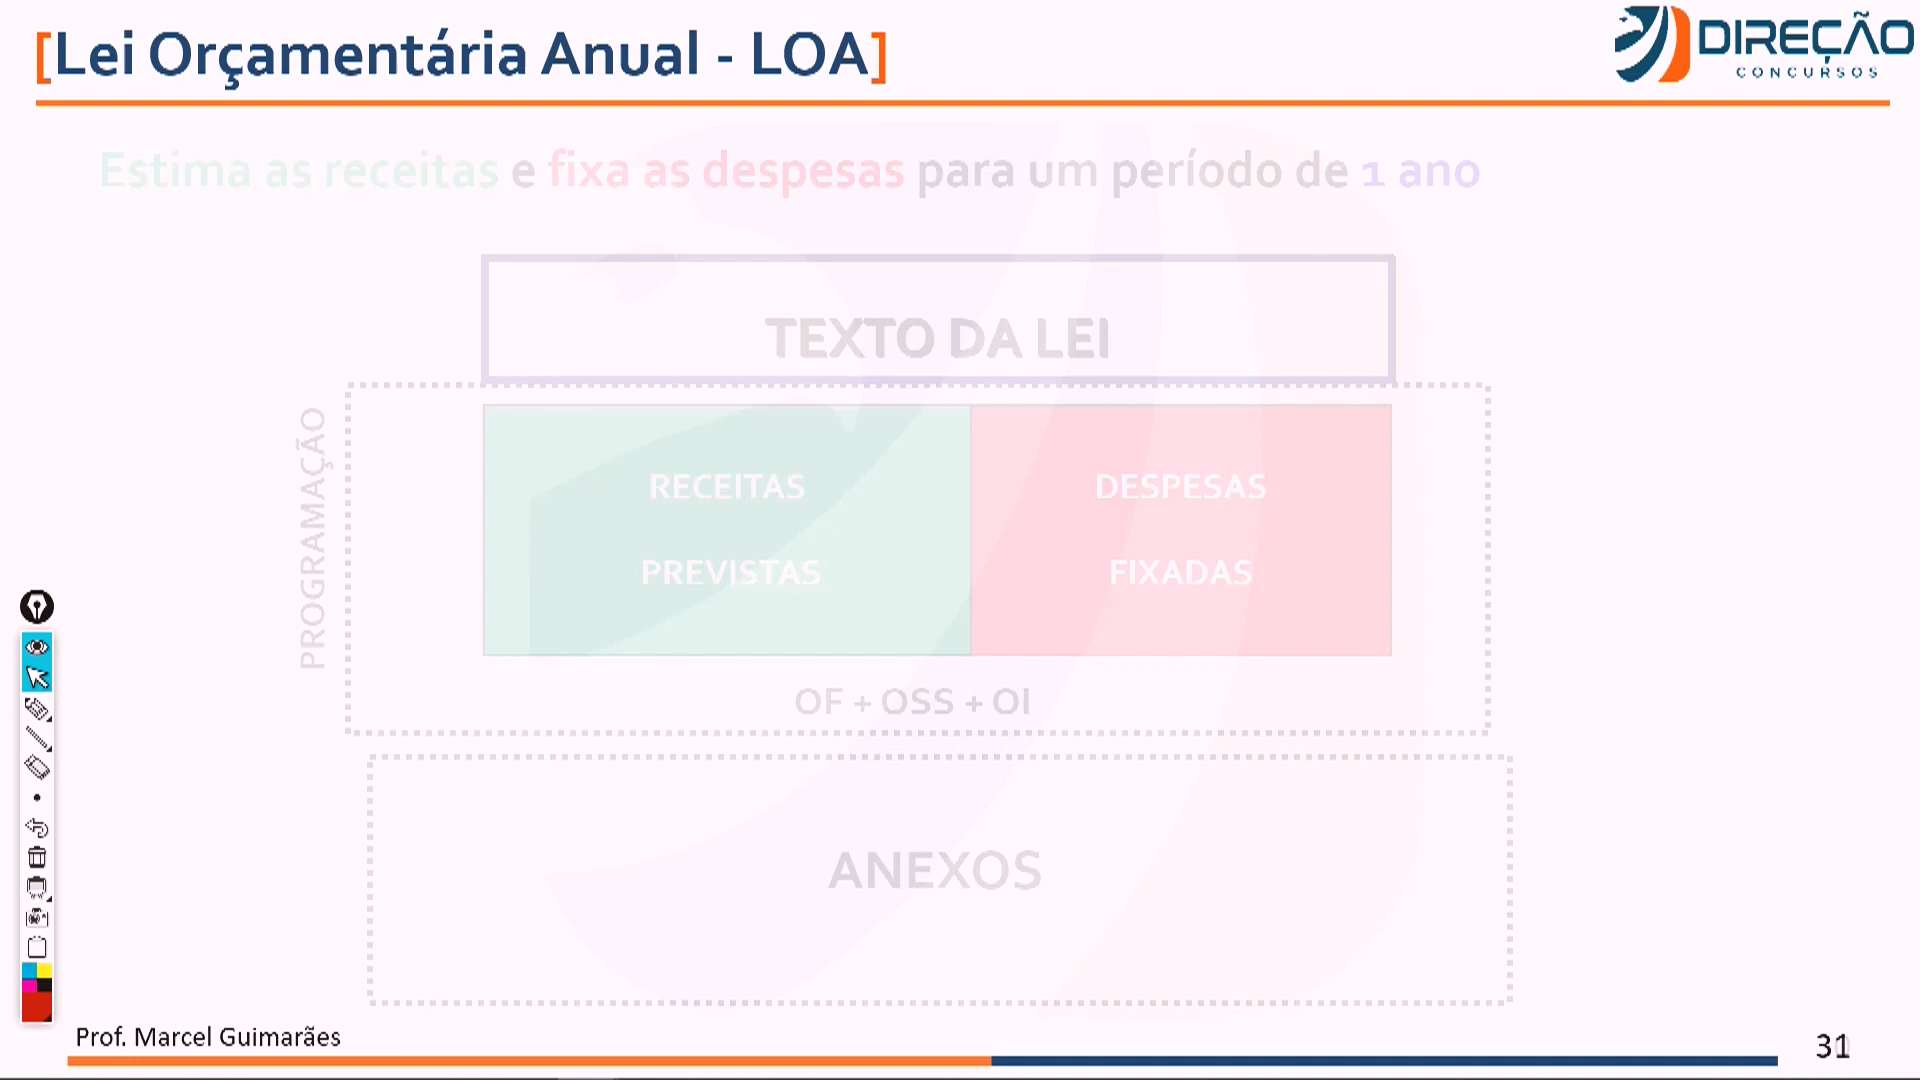 [Lei Orçamentária Anual - LOA]
DIREÇÃO
CONCURSOS
Estima as receitas e fixa as despesas para um período de 1 ano
TEXTO DA LEI
PROGRAMAÇÃO
RECEITAS
PREVISTAS
DESPESAS
FIXADAS
OF + OSS + OI
ANEXOS
Prof. Marcel Guimarães
31